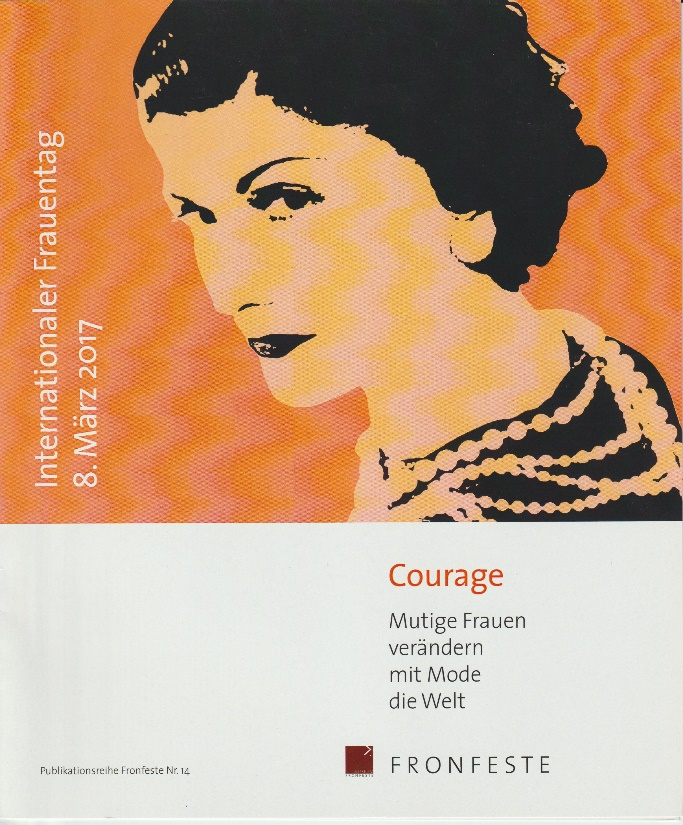 Internationaler Frauentag
8. März 2017
Courage
Mutige Frauen
verändern
mit Mode
die Welt
Publikationsreihe Fronfeste Nr. 14
FRONFESTE